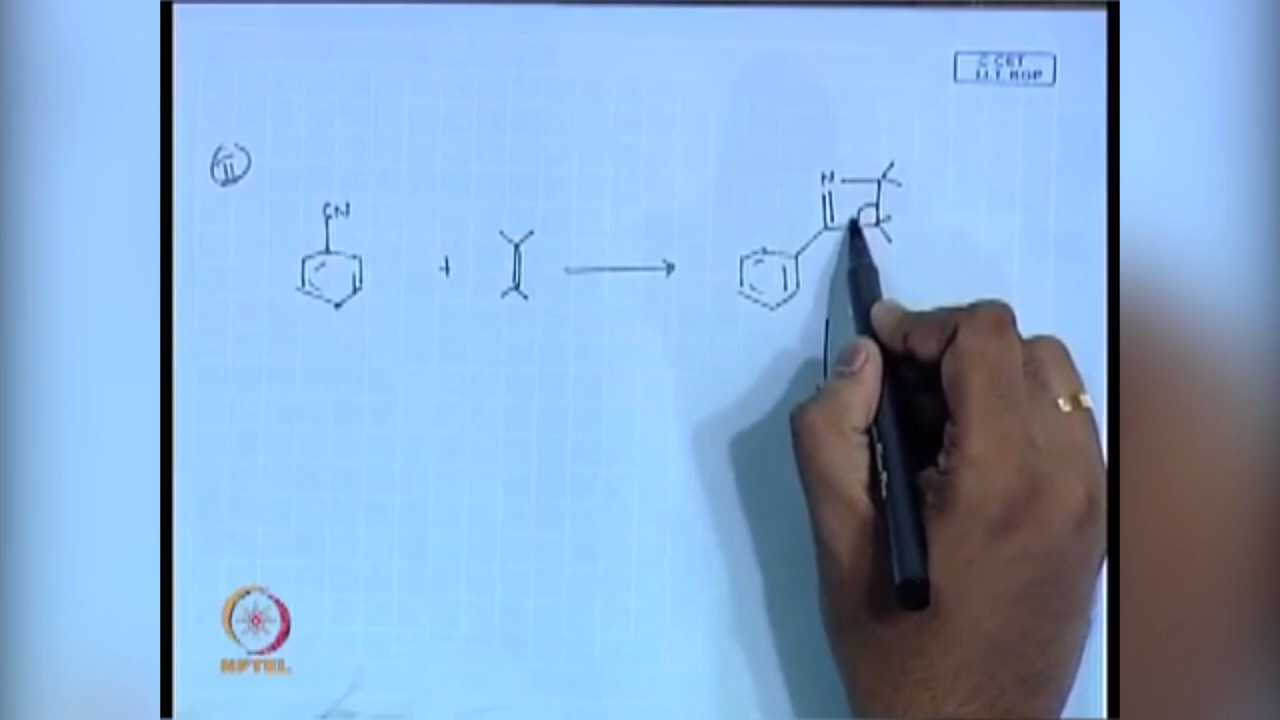 © CET
I.I.T. KGP
II
CN
+
N
NPTEL